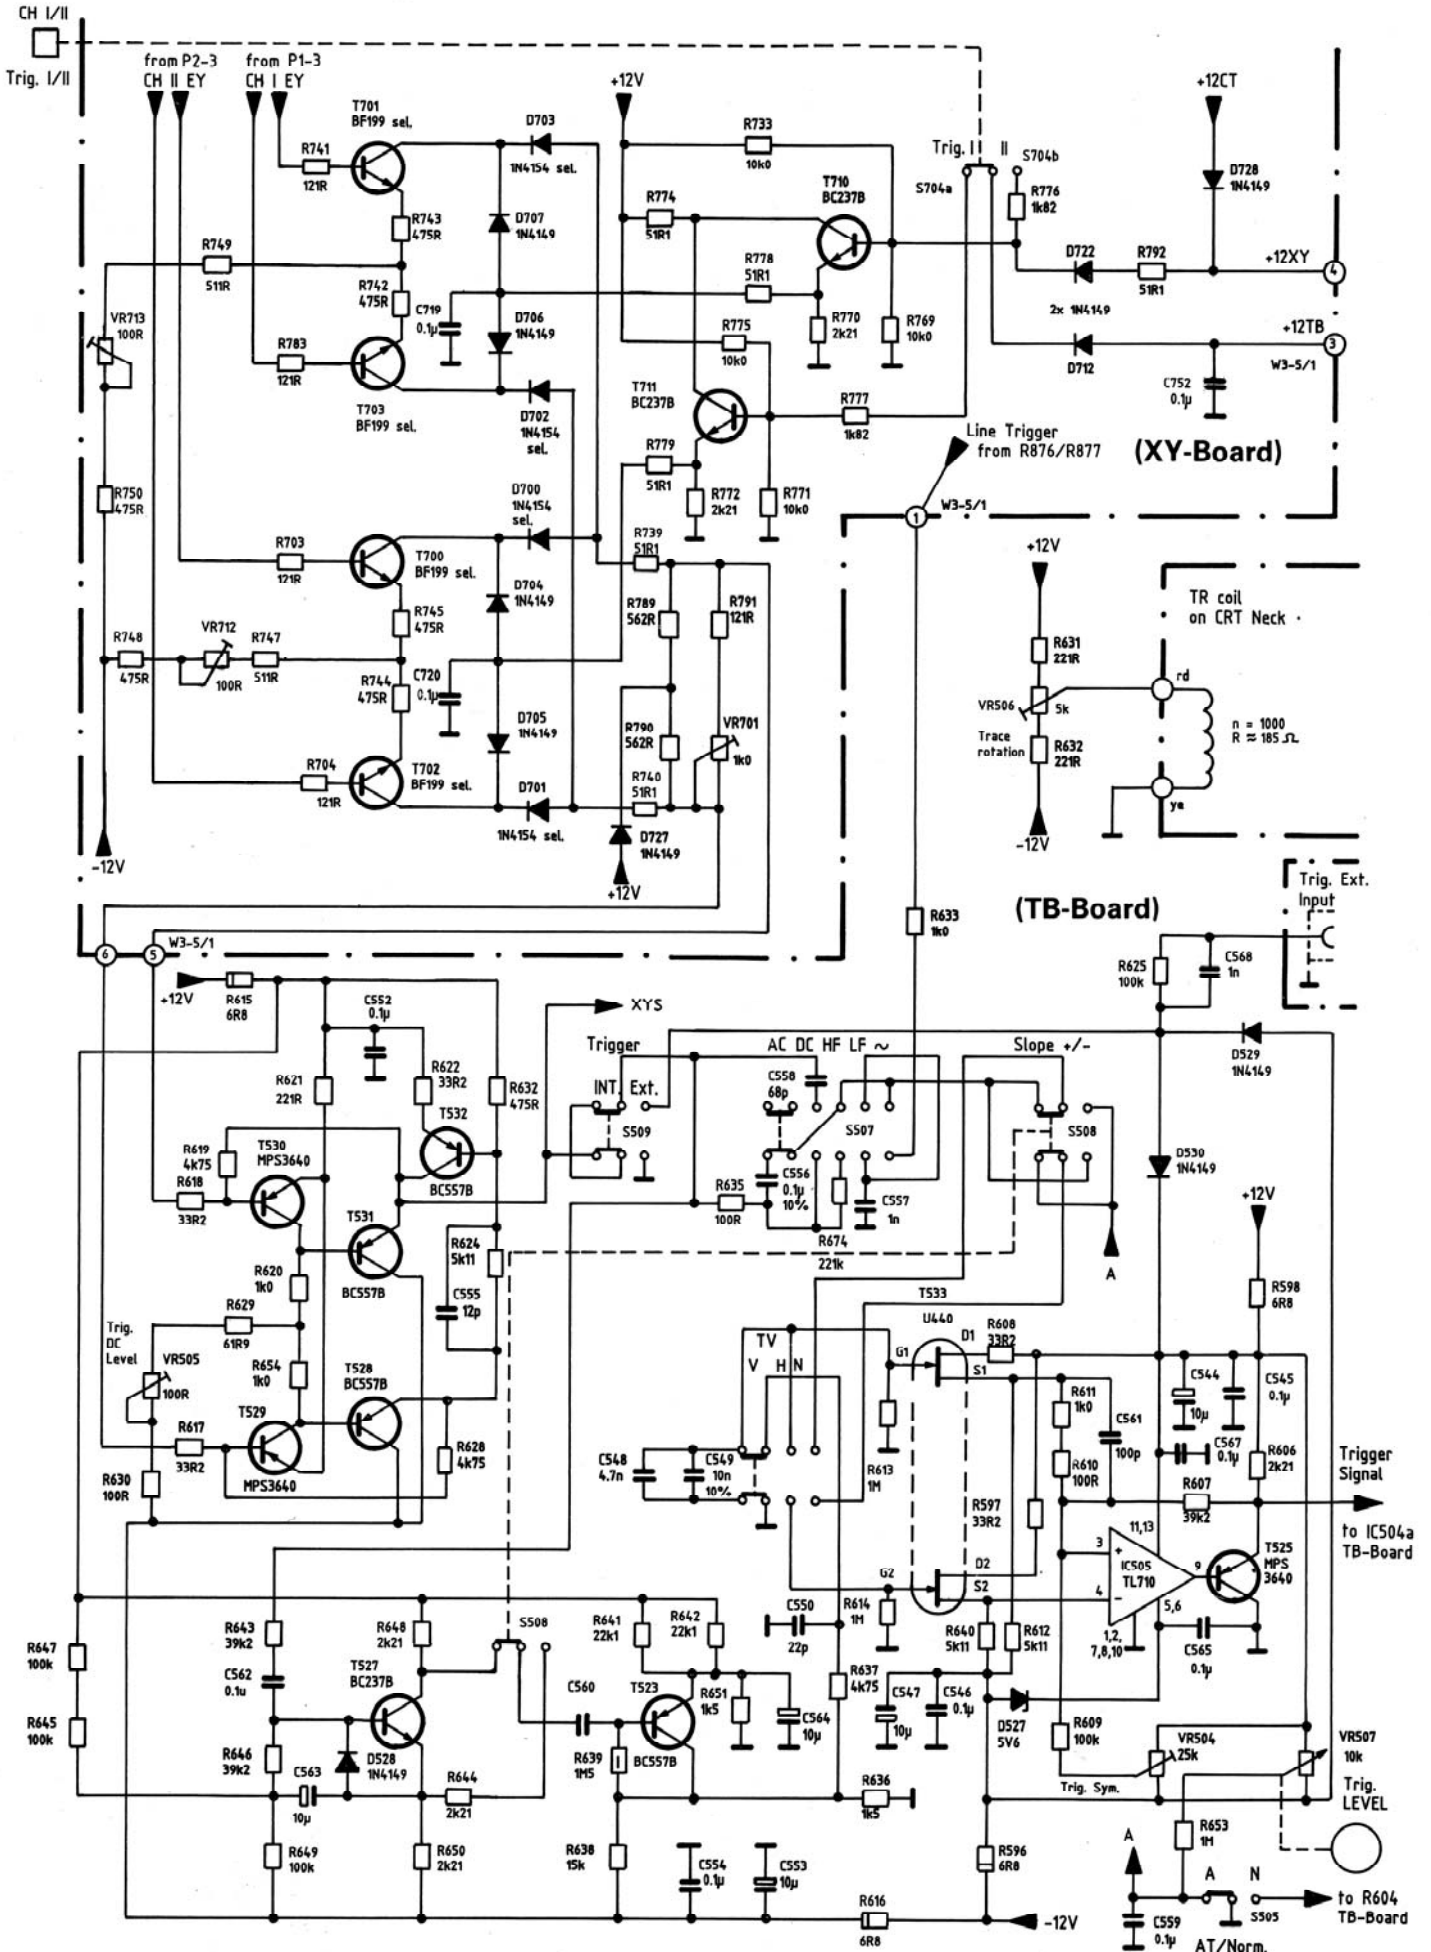 CH I/II
Trig. I/II
from P2-3
CH II EY
from P1-3
CH I EY
T701
BF199 sel.
R741
121R
D703
1N4154 sel.
+12V
R733
10k0
Trig. I
II
S704b
S704a
R776
1k82
+12CT
D728
1N4149
R743
475R
D707
1N4149
R774
51R1
T710
BC237B
R749
511R
R742
475R
C719
0.1µ
D706
1N4149
R778
51R1
R770
2k21
R769
10k0
D722
R792
51R1
+12XY
4
2x 1N4149
VR713
100R
R783
121R
T703
BF199 sel.
D702
1N4154
sel.
R775
10k0
D712
+12TB
3
W3-5/1
C752
0.1µ
T711
BC237B
R777
1k82
Line Trigger
from R876/R877
(XY-Board)
R750
475R
R779
51R1
R772
2k21
R771
10k0
D700
1N4154
sel.
1
W3-5/1
R703
121R
T700
BF199 sel.
R739
51R1
+12V
D704
1N4149
R745
475R
R789
562R
R791
121R
TR coil
on CRT Neck
R748
475R
VR712
100R
R747
511R
R744
475R
C720
0.1µ
R631
221R
VR506
5k
Trace
rotation
R632
221R
rd
n = 1000
R ≈ 185 Ω
ye
-12V
D705
1N4149
R790
562R
VR701
1k0
R704
121R
T702
BF199 sel.
D701
1N4154 sel.
R740
51R1
D727
1N4149
+12V
-12V
(TB-Board)
Trig. Ext.
Input
R633
1k0
6
5
W3-5/1
+12V
R615
6R8
C552
0.1µ
XYS
R625
100k
C568
1n
D529
1N4149
Trigger
INT. Ext.
S509
AC DC HF LF ~
C558
68p
S507
Slope +/-
S508
R621
221R
R622
33R2
R632
475R
T532
BC557B
R619
4k75
R618
33R2
T530
MPS3640
T531
BC557B
R635
100R
C556
0.1µ
10%
R674
221k
C557
1n
D530
1N4149
+12V
A
R620
1k0
R624
5k11
C555
12p
R598
6R8
R629
61R9
Trig.
DC
Level
VR505
100R
R654
1k0
T528
BC557B
T533
U440
R608
33R2
TV
V H N
G1
D1
S1
R611
1k0
C561
100p
C544
10µ
C545
0.1µ
T529
MPS3640
R617
33R2
R630
100R
R628
4k75
C548
4.7n
C549
10n
10%
R613
1M
R610
100R
C567
0.1µ
R606
2k21
R607
39k2
R597
33R2
Trigger
Signal
to IC504a
TB-Board
11,13
3
+
IC505
TL710
4
-
9
5,6
1,2,
7,8,10
T525
MPS
3640
G2
D2
S2
C550
22p
R614
1M
R640
5k11
R612
5k11
C565
0.1µ
R647
100k
R643
39k2
R648
2k21
S508
R641
22k1
R642
22k1
C562
0.1u
T527
BC237B
C560
T523
BC557B
R651
1k5
C564
10µ
R637
4k75
C547
10µ
C546
0.1µ
D527
5V6
R609
100k
VR504
25k
VR507
10k
R645
100k
R646
39k2
D528
1N4149
C563
10µ
R644
2k21
R639
1M5
R636
1k5
Trig. Sym.
Trig.
LEVEL
R649
100k
R650
2k21
R638
15k
C554
0.1µ
C553
10µ
R616
6R8
R596
6R8
-12V
R653
1M
A
A
N
C559
0.1µ
S505
AT/Norm.
to R604
TB-Board